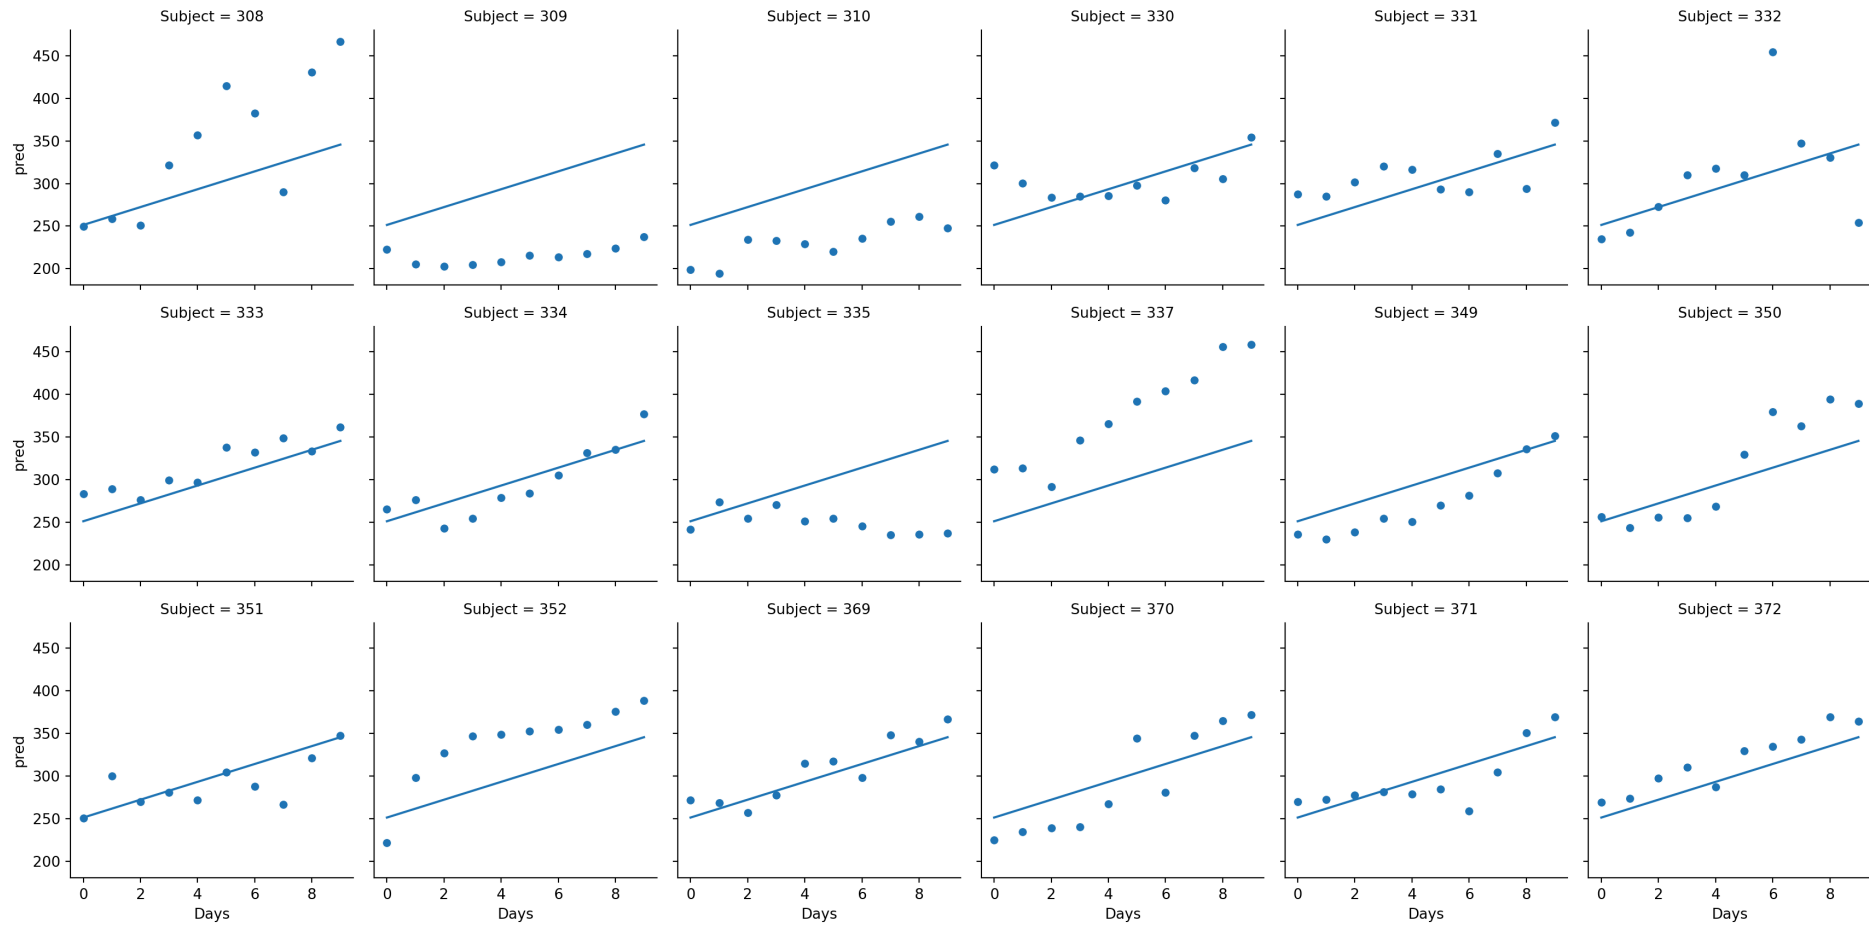 Subject = 308 Subject = 309 Subject = 310 Subject = 330 Subject = 331 Subject = 332
450
400
350
300
250
200
pred
Subject = 333 Subject = 334 Subject = 335 Subject = 337 Subject = 349 Subject = 350
450
400
350
300
250
200
pred
Subject = 351 Subject = 352 Subject = 369 Subject = 370 Subject = 371 Subject = 372
450
400
350
300
250
200
pred
0 2 4 6 8 0 2 4 6 8 0 2 4 6 8 0 2 4 6 8 0 2 4 6 8 0 2 4 6 8
Days Days Days Days Days Days